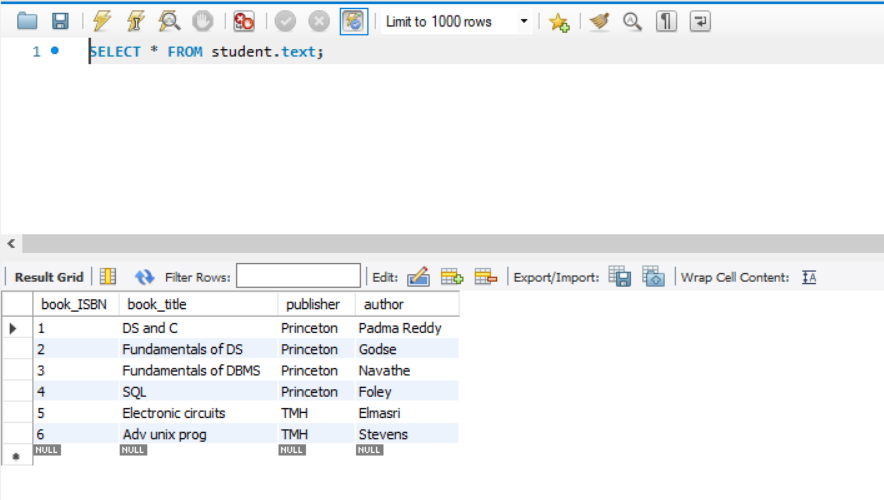 Limit to 1000 rows
1 SELECT * FROM student.text;
Result Grid Filter Rows: Edit: Export/Import: Wrap Cell Content:
book_ISBN book_title publisher author
1 DS and C Princeton Padma Reddy
2 Fundamentals of DS Princeton Godse
3 Fundamentals of DBMS Princeton Navathe
4 SQL Princeton Foley
5 Electronic circuits TMH Elmasri
6 Adv unix prog TMH Stevens
NULL NULL NULL NULL